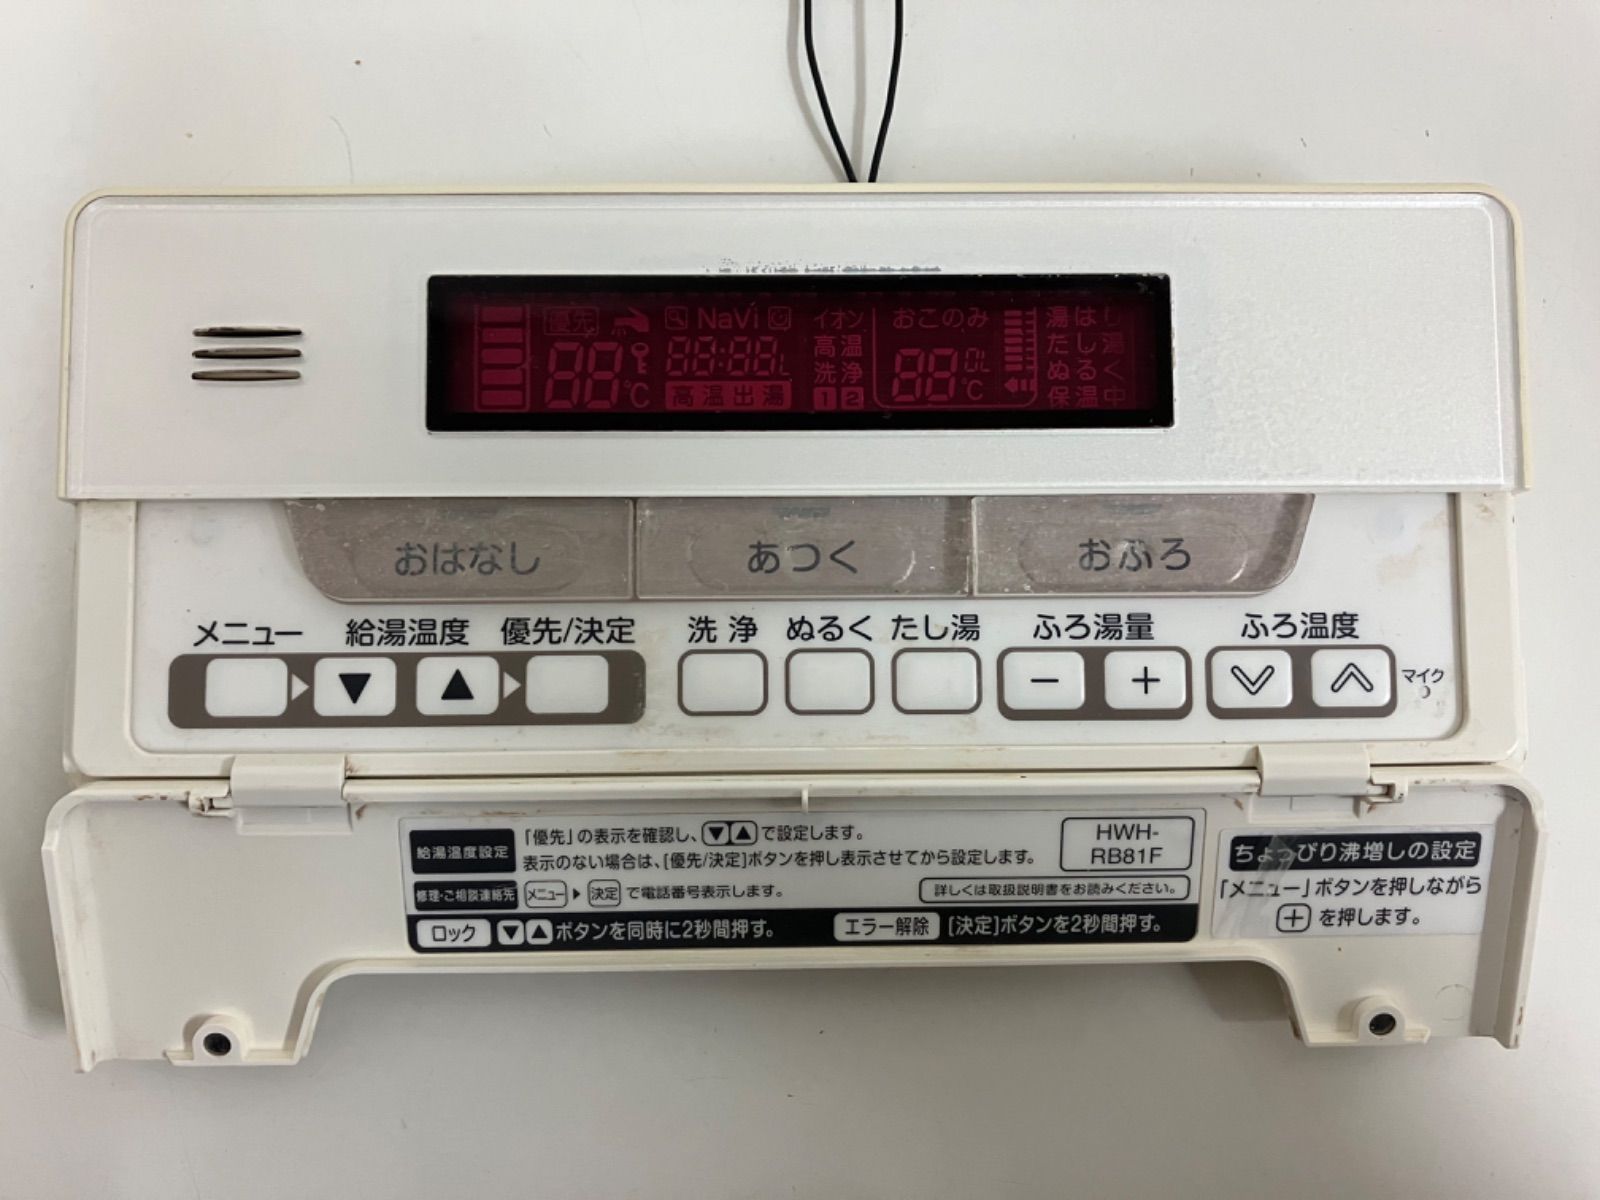 優先 NaVi イオン おこのみ 湯はり
88:88L 高温 たし湯
88℃ 洗浄 88℃ 0L ぬるく
高温出湯 1 2 保温中
おはなし あつく おふろ
メニュー 給湯温度 優先/決定 洗浄 ぬるく たし湯 ふろ湯量 ふろ温度
▼ ▲ − + マイク
給湯温度設定 「優先」の表示を確認し、▼▲で設定します。
表示のない場合は、[優先/決定]ボタンを押し表示させてから設定します。
HWH-
RB81F
修理・ご相談連絡先 メニュー ▶ 決定 で電話番号表示します。
詳しくは取扱説明書をお読みください。
ロック ▼▲ボタンを同時に2秒間押す。 エラー解除 [決定]ボタンを2秒間押す。
ちょっぴり沸増しの設定
「メニュー」ボタンを押しながら
+ を押します。